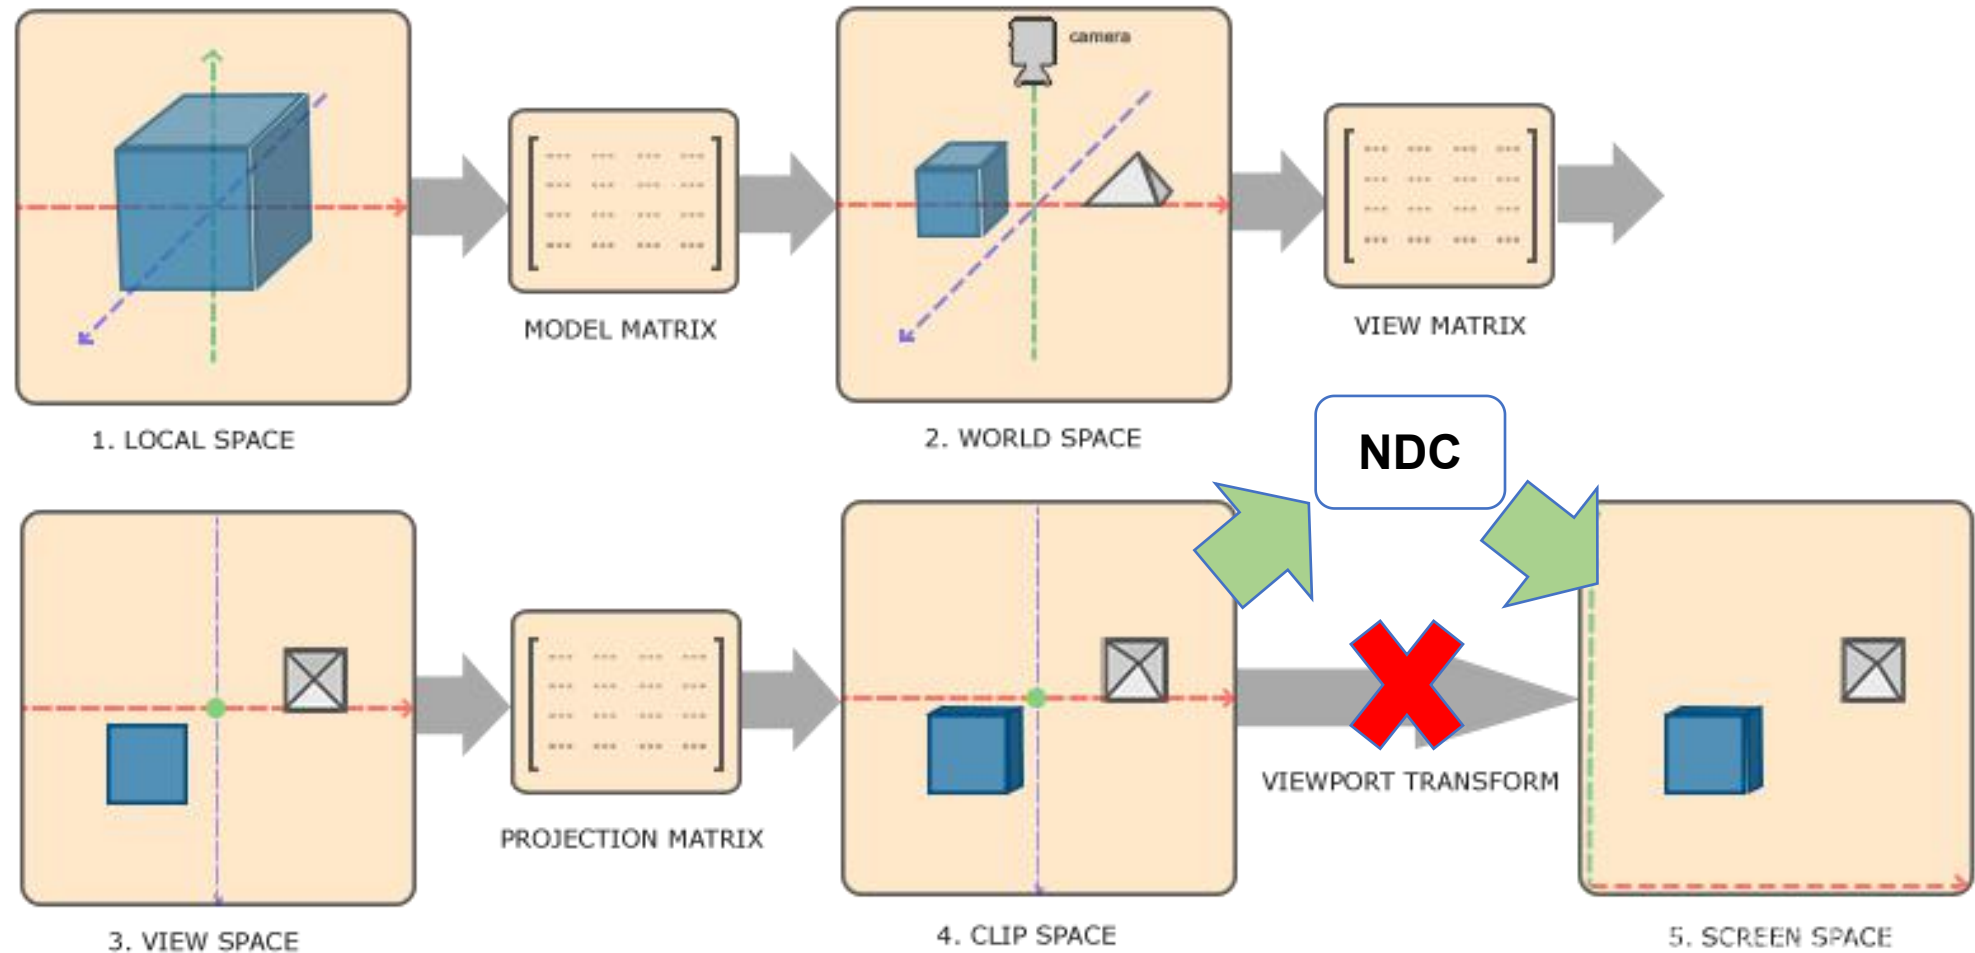 camera
MODEL MATRIX
VIEW MATRIX
1. LOCAL SPACE
2. WORLD SPACE
NDC
VIEWPORT TRANSFORM
PROJECTION MATRIX
3. VIEW SPACE
4. CLIP SPACE
5. SCREEN SPACE